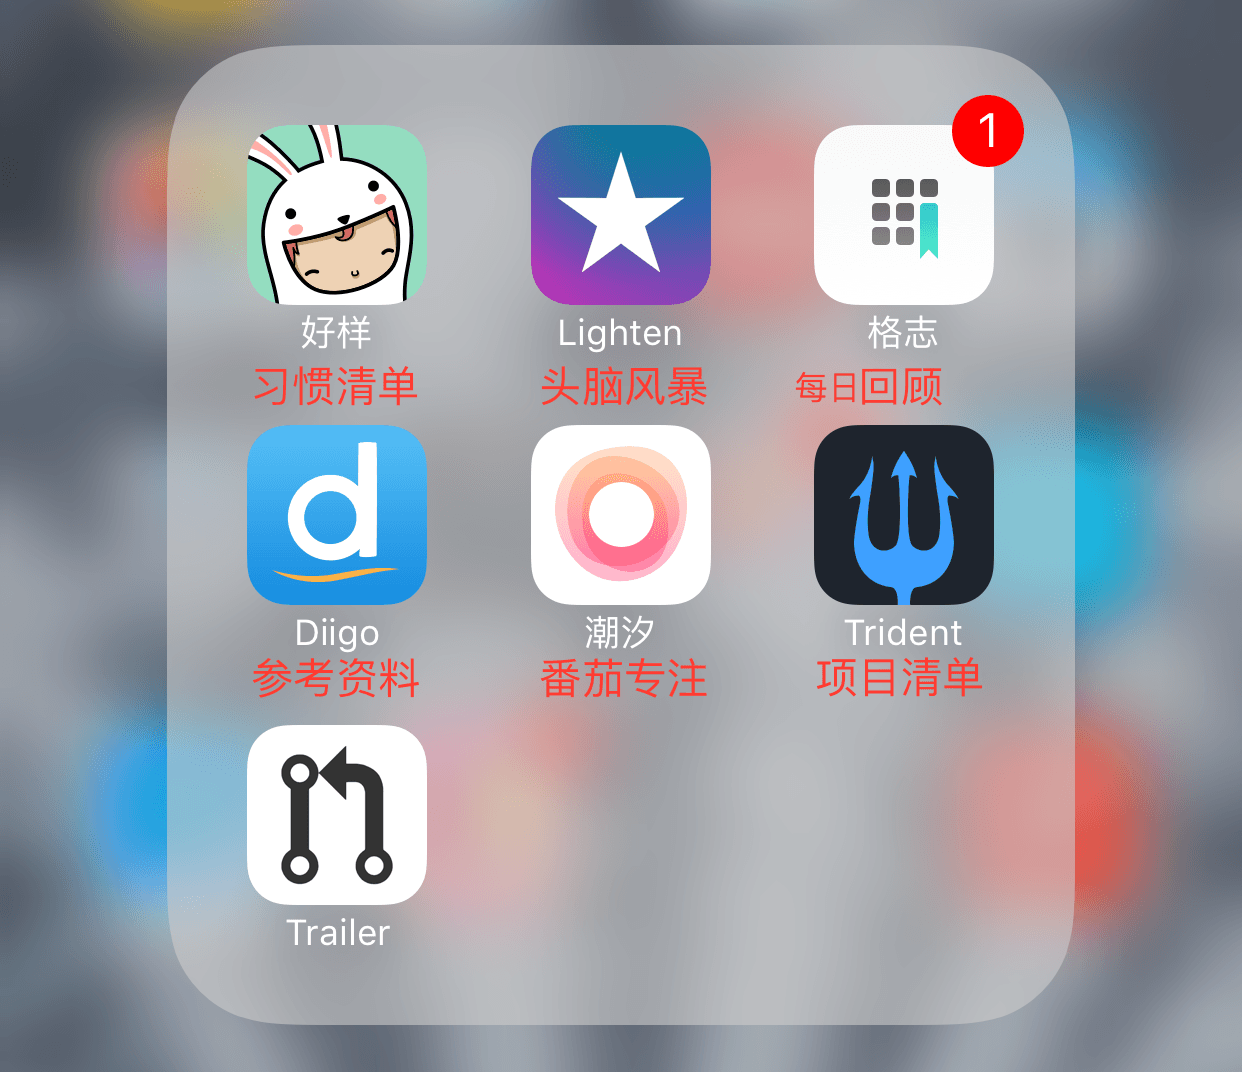 1
好样 Lighten 格志
习惯清单 头脑风暴 每日回顾
d
Diigo 潮汐 Trident
参考资料 番茄专注 项目清单
Trailer